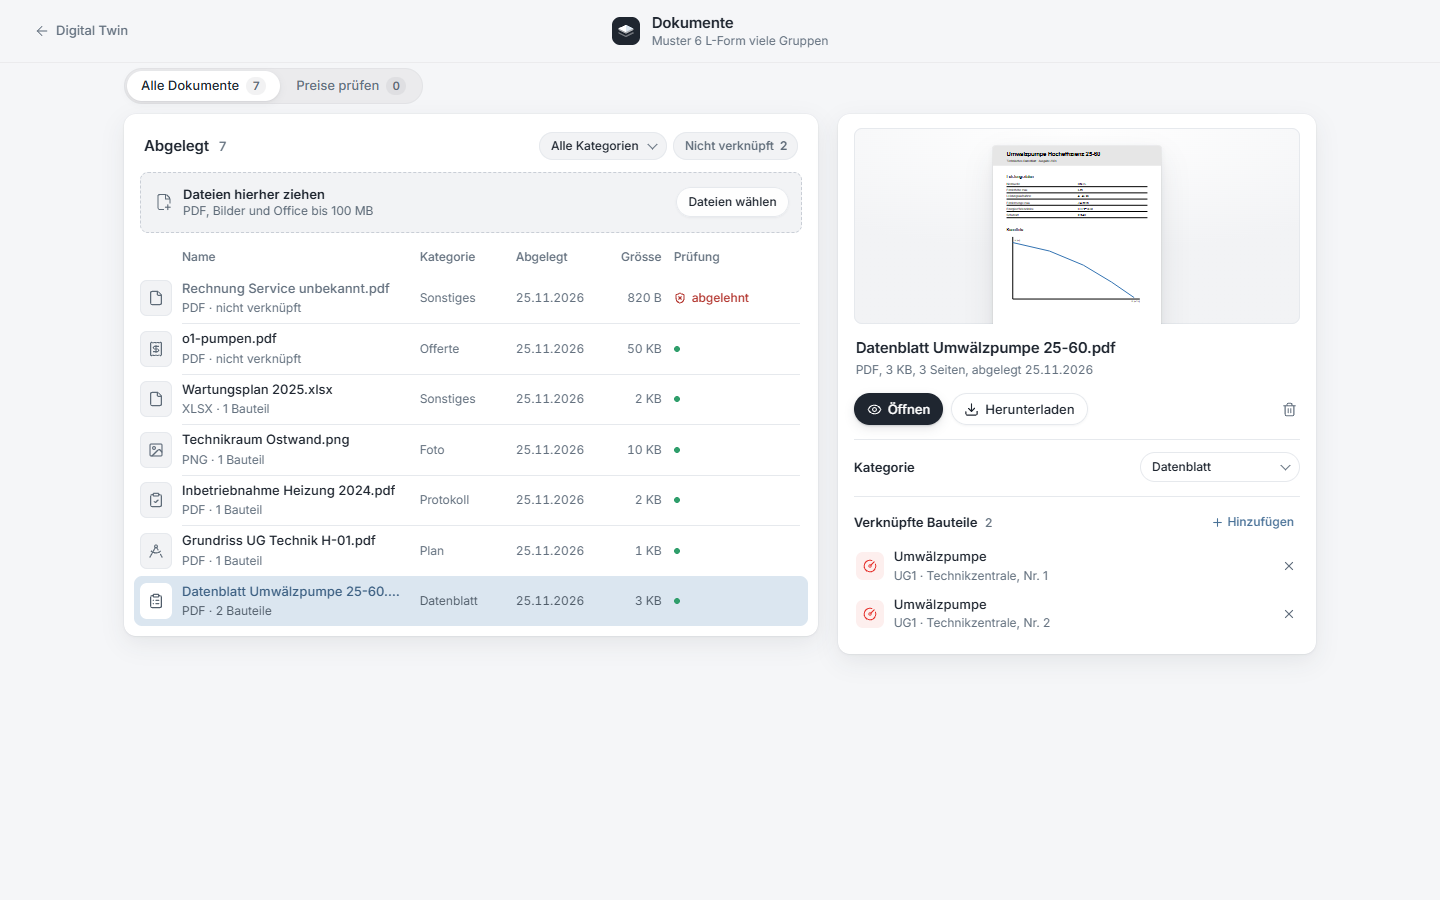 Digital Twin
Dokumente
Muster 6 L-Form viele Gruppen
Alle Dokumente 7
Preise prüfen 0
Abgelegt 7
Alle Kategorien
Nicht verknüpft 2
Dateien hierher ziehen
PDF, Bilder und Office bis 100 MB
Dateien wählen
Name Kategorie Abgelegt Grösse Prüfung
Rechnung Service unbekannt.pdf
PDF · nicht verknüpft
Sonstiges 25.11.2026 820 B abgelehnt
o1-pumpen.pdf
PDF · nicht verknüpft
Offerte 25.11.2026 50 KB
Wartungsplan 2025.xlsx
XLSX · 1 Bauteil
Sonstiges 25.11.2026 2 KB
Technikraum Ostwand.png
PNG · 1 Bauteil
Foto 25.11.2026 10 KB
Inbetriebnahme Heizung 2024.pdf
PDF · 1 Bauteil
Protokoll 25.11.2026 2 KB
Grundriss UG Technik H-01.pdf
PDF · 1 Bauteil
Plan 25.11.2026 1 KB
Datenblatt Umwälzpumpe 25-60....
PDF · 2 Bauteile
Datenblatt 25.11.2026 3 KB
Umwälzpumpe Hocheffizienz 25-60
Datenblatt Umwälzpumpe 25-60.pdf
PDF, 3 KB, 3 Seiten, abgelegt 25.11.2026
Öffnen
Herunterladen
Kategorie
Datenblatt
Verknüpfte Bauteile 2
Hinzufügen
Umwälzpumpe
UG1 · Technikzentrale, Nr. 1
Umwälzpumpe
UG1 · Technikzentrale, Nr. 2